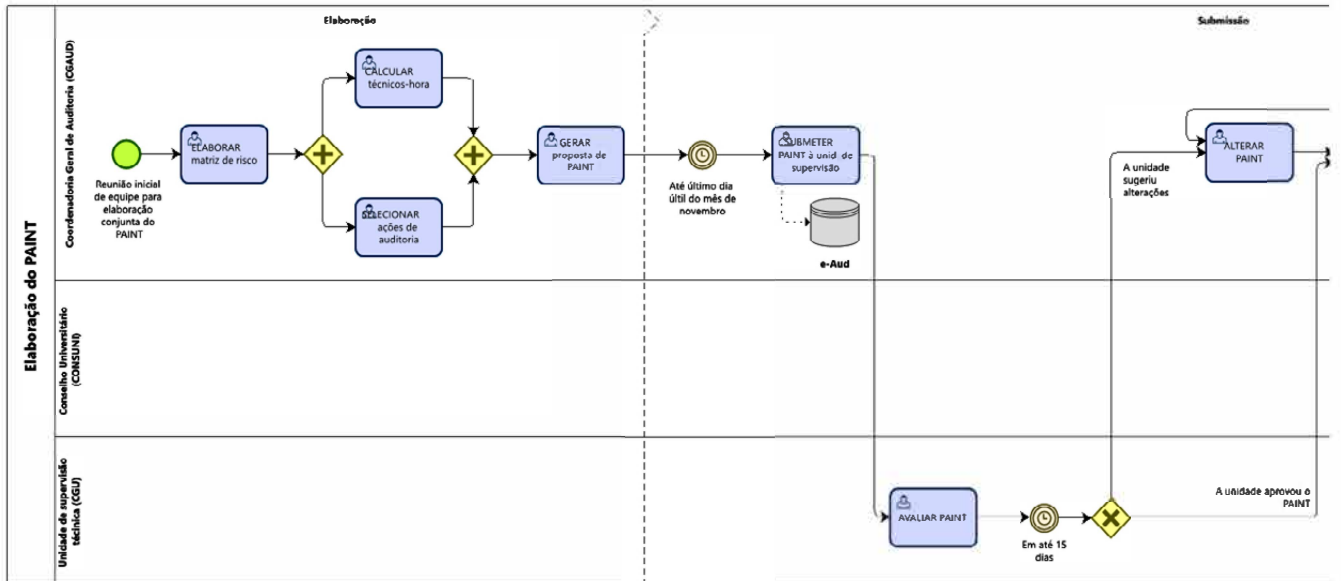 Elaboração
Submissão
Elaboração do PAINT
Coordenadoria Geral de Auditoria (CGAUD)
Reunião inicial
de equipe para
elaboração
conjunta do
PAINT
ELABORAR
matriz de risco
CALCULAR
técnicos-hora
SELECIONAR
ações de
auditoria
GERAR
proposta de
PAINT
Até último dia
últil do mês de
novembro
SUBMETER
PAINT à unid. de
supervisão
e-Aud
A unidade
sugeriu
alterações
ALTERAR
PAINT
Conselho Universitário
(CONSUNI)
Unidade de supervisão
técinica (CGU)
AVALIAR PAINT
Em até 15
dias
A unidade aprovou o
PAINT